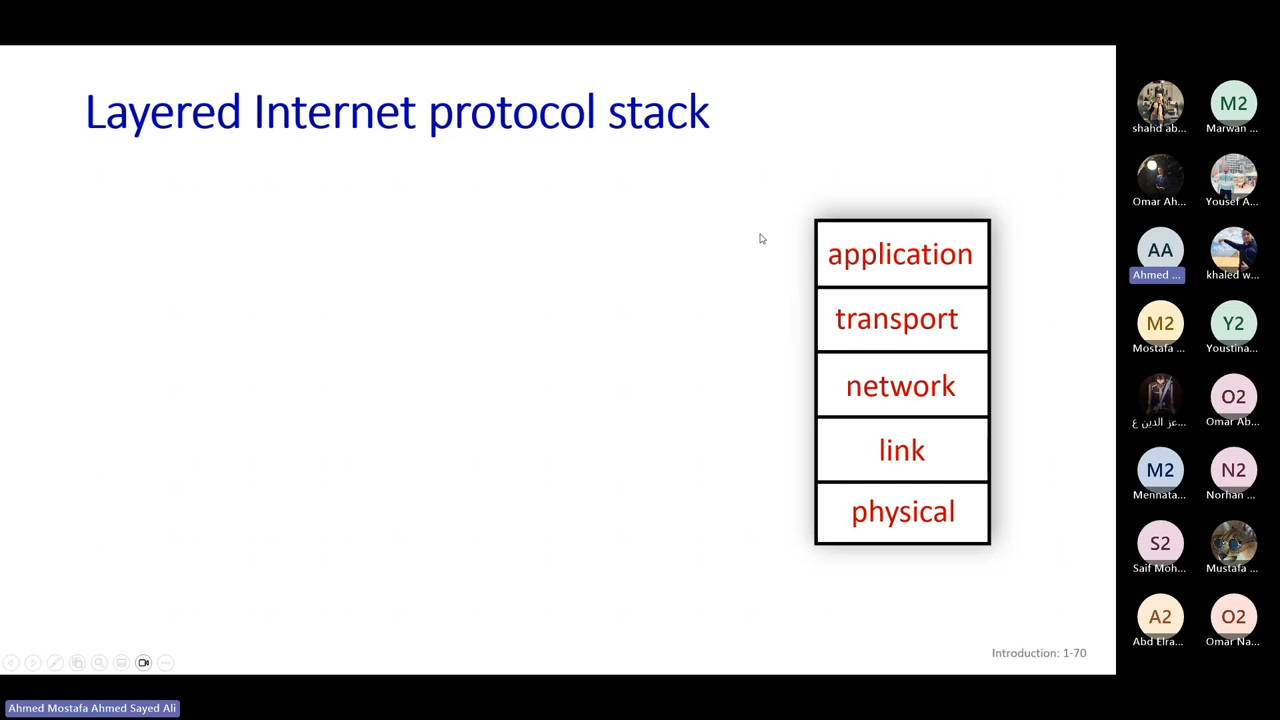 Layered Internet protocol stack
application
transport
network
link
physical
Introduction: 1-70
shahd ab...
M2
Marwan ...
Omar Ah...
Yousef A...
AA
Ahmed ...
khaled w...
M2
Mostafa ...
Y2
Youstina...
عز الدين ع...
O2
Omar Ab...
M2
Mennata...
N2
Norhan ...
S2
Saif Moh...
Mustafa ...
A2
Abd Elra...
O2
Omar Na...
Ahmed Mostafa Ahmed Sayed Ali